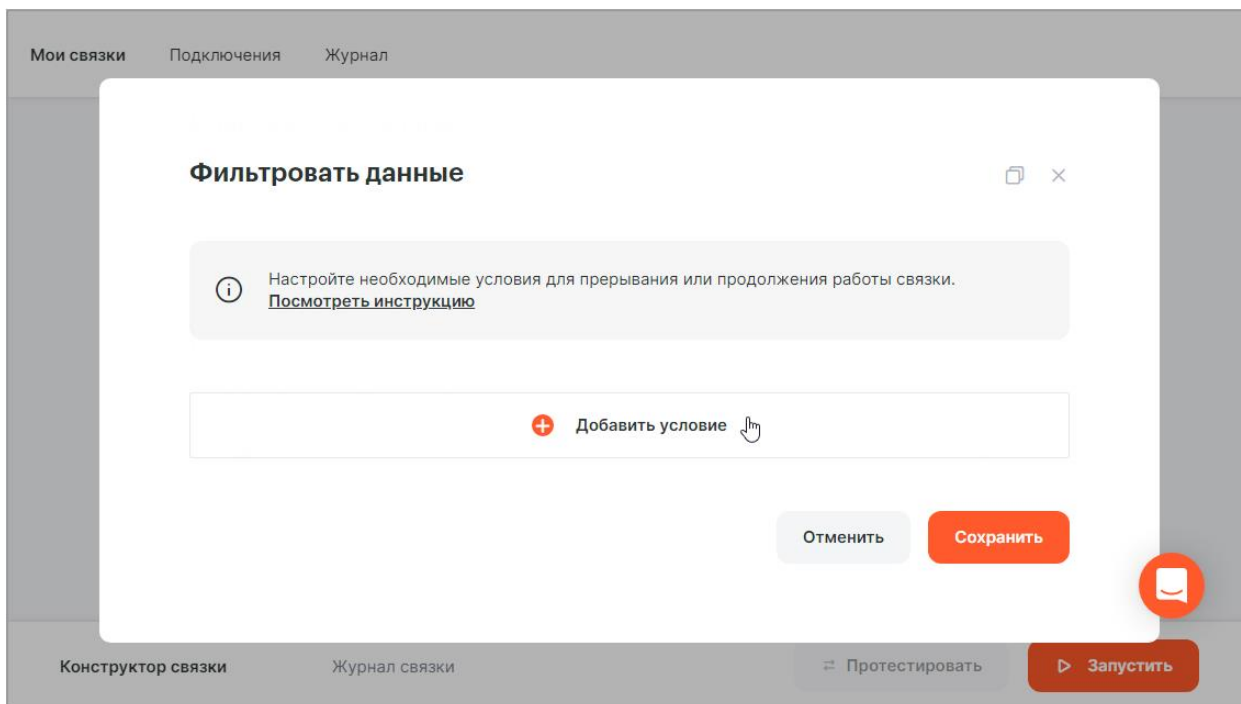 Мои связки Подключения Журнал
Фильтровать данные
Настройте необходимые условия для прерывания или продолжения работы связки.
Посмотреть инструкцию
Добавить условие
Отменить Сохранить
Конструктор связки Журнал связки Протестировать Запустить